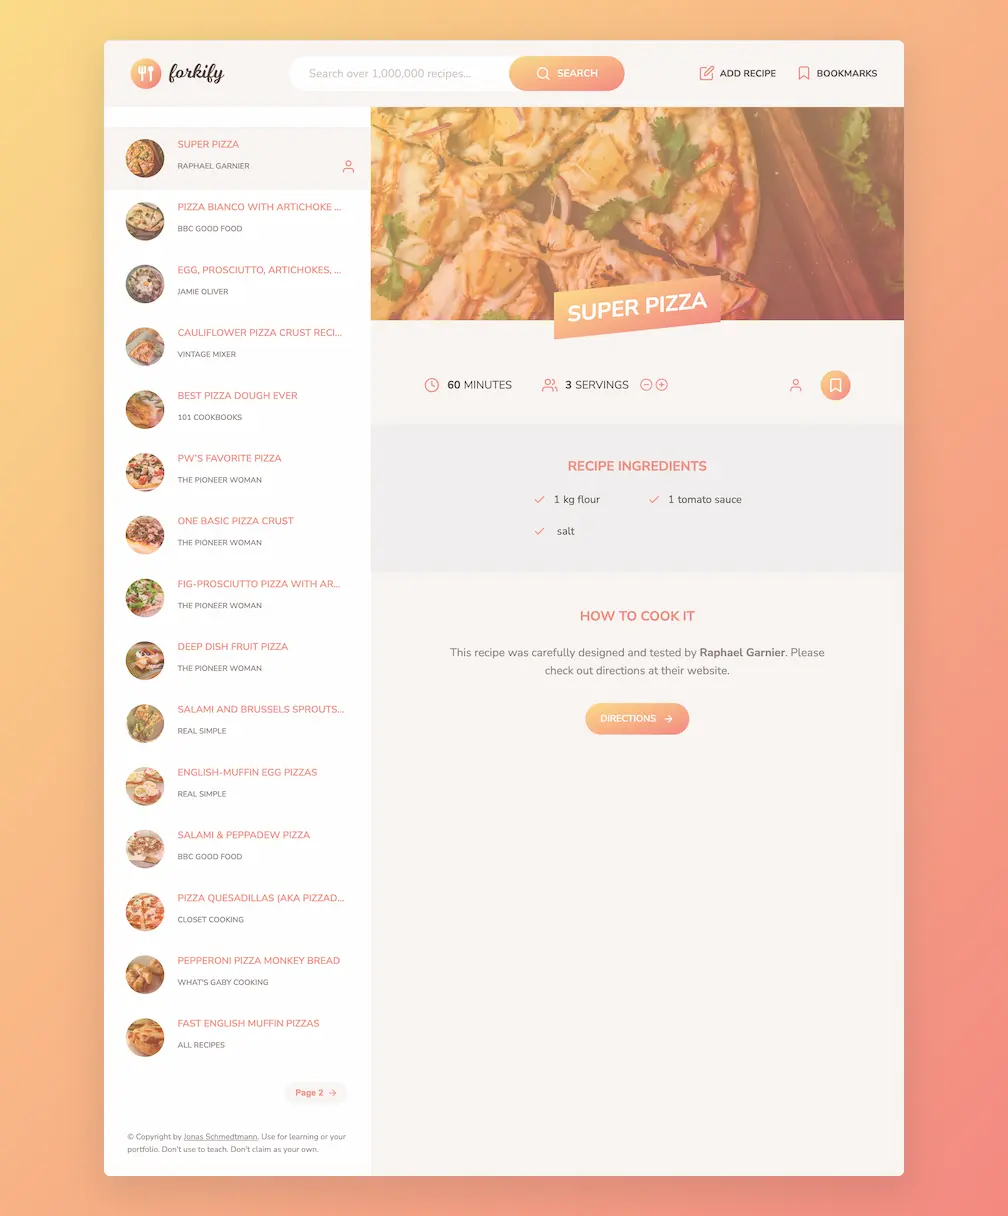 forkify
Search over 1,000,000 recipes...
SEARCH
ADD RECIPE
BOOKMARKS
SUPER PIZZA
RAPHAEL GARNIER
PIZZA BIANCO WITH ARTICHOKE ...
BBC GOOD FOOD
EGG, PROSCIUTTO, ARTICHOKES, ...
JAMIE OLIVER
CAULIFLOWER PIZZA CRUST RECI...
VINTAGE MIXER
BEST PIZZA DOUGH EVER
101 COOKBOOKS
PW'S FAVORITE PIZZA
THE PIONEER WOMAN
ONE BASIC PIZZA CRUST
THE PIONEER WOMAN
FIG-PROSCIUTTO PIZZA WITH AR...
THE PIONEER WOMAN
DEEP DISH FRUIT PIZZA
THE PIONEER WOMAN
SALAMI AND BRUSSELS SPROUTS...
REAL SIMPLE
ENGLISH-MUFFIN EGG PIZZAS
REAL SIMPLE
SALAMI & PEPPADEW PIZZA
BBC GOOD FOOD
PIZZA QUESADILLAS (AKA PIZZAD...
CLOSET COOKING
PEPPERONI PIZZA MONKEY BREAD
WHAT'S GABY COOKING
FAST ENGLISH MUFFIN PIZZAS
ALL RECIPES
Page 2
© Copyright by Jonas Schmedtmann. Use for learning or your
portfolio. Don't use to teach. Don't claim as your own.
SUPER PIZZA
60 MINUTES
3 SERVINGS
RECIPE INGREDIENTS
1 kg flour
1 tomato sauce
salt
HOW TO COOK IT
This recipe was carefully designed and tested by Raphael Garnier. Please
check out directions at their website.
DIRECTIONS